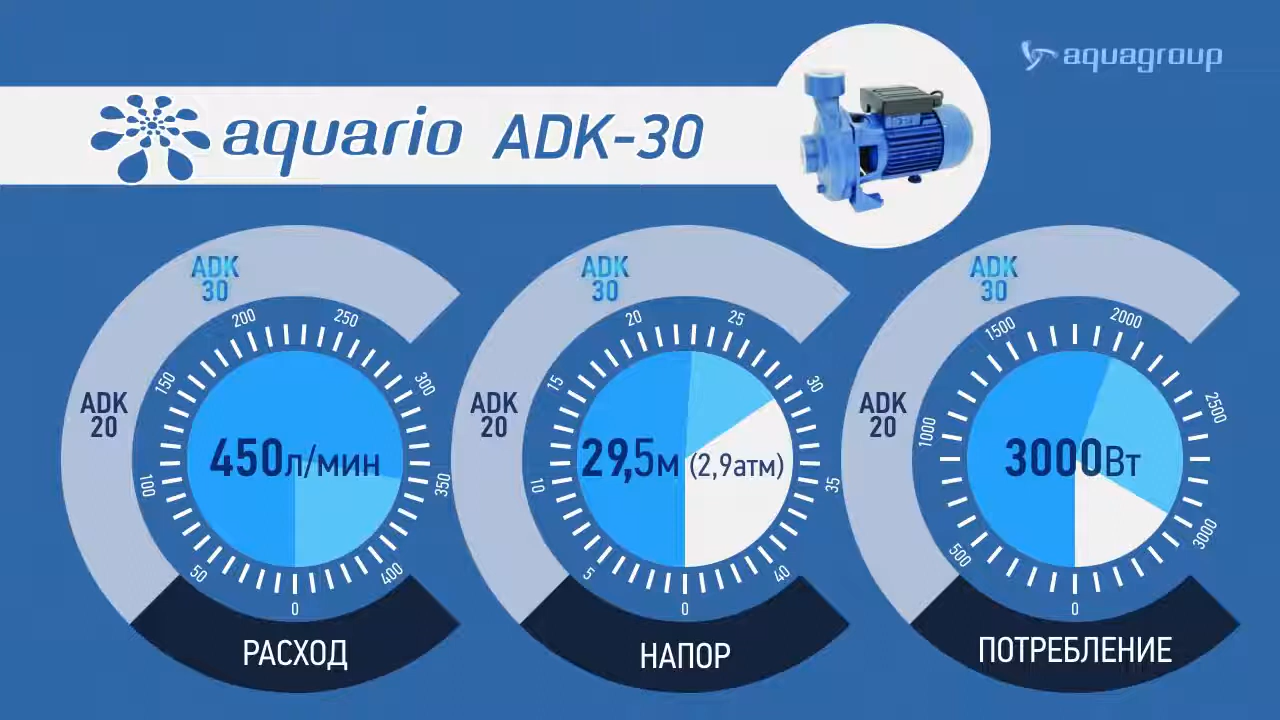 aquagroup
aquario ADK-30
ADK
30
ADK
20
0
50
100
150
200
250
300
350
400
450л/мин
РАСХОД
ADK
30
ADK
20
0
5
10
15
20
25
30
35
40
29,5м (2,9атм)
НАПОР
ADK
30
ADK
20
0
500
1000
1500
2000
2500
3000
3000Вт
ПОТРЕБЛЕНИЕ